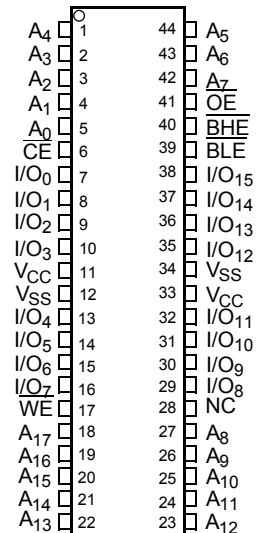 A4 1 44 A5
A3 2 43 A6
A2 3 42 A7
A1 4 41 OE
A0 5 40 BHE
CE 6 39 BLE
I/O0 7 38 I/O15
I/O1 8 37 I/O14
I/O2 9 36 I/O13
I/O3 10 35 I/O12
VCC 11 34 VSS
VSS 12 33 VCC
I/O4 13 32 I/O11
I/O5 14 31 I/O10
I/O6 15 30 I/O9
I/O7 16 29 I/O8
WE 17 28 NC
A17 18 27 A8
A16 19 26 A9
A15 20 25 A10
A14 21 24 A11
A13 22 23 A12